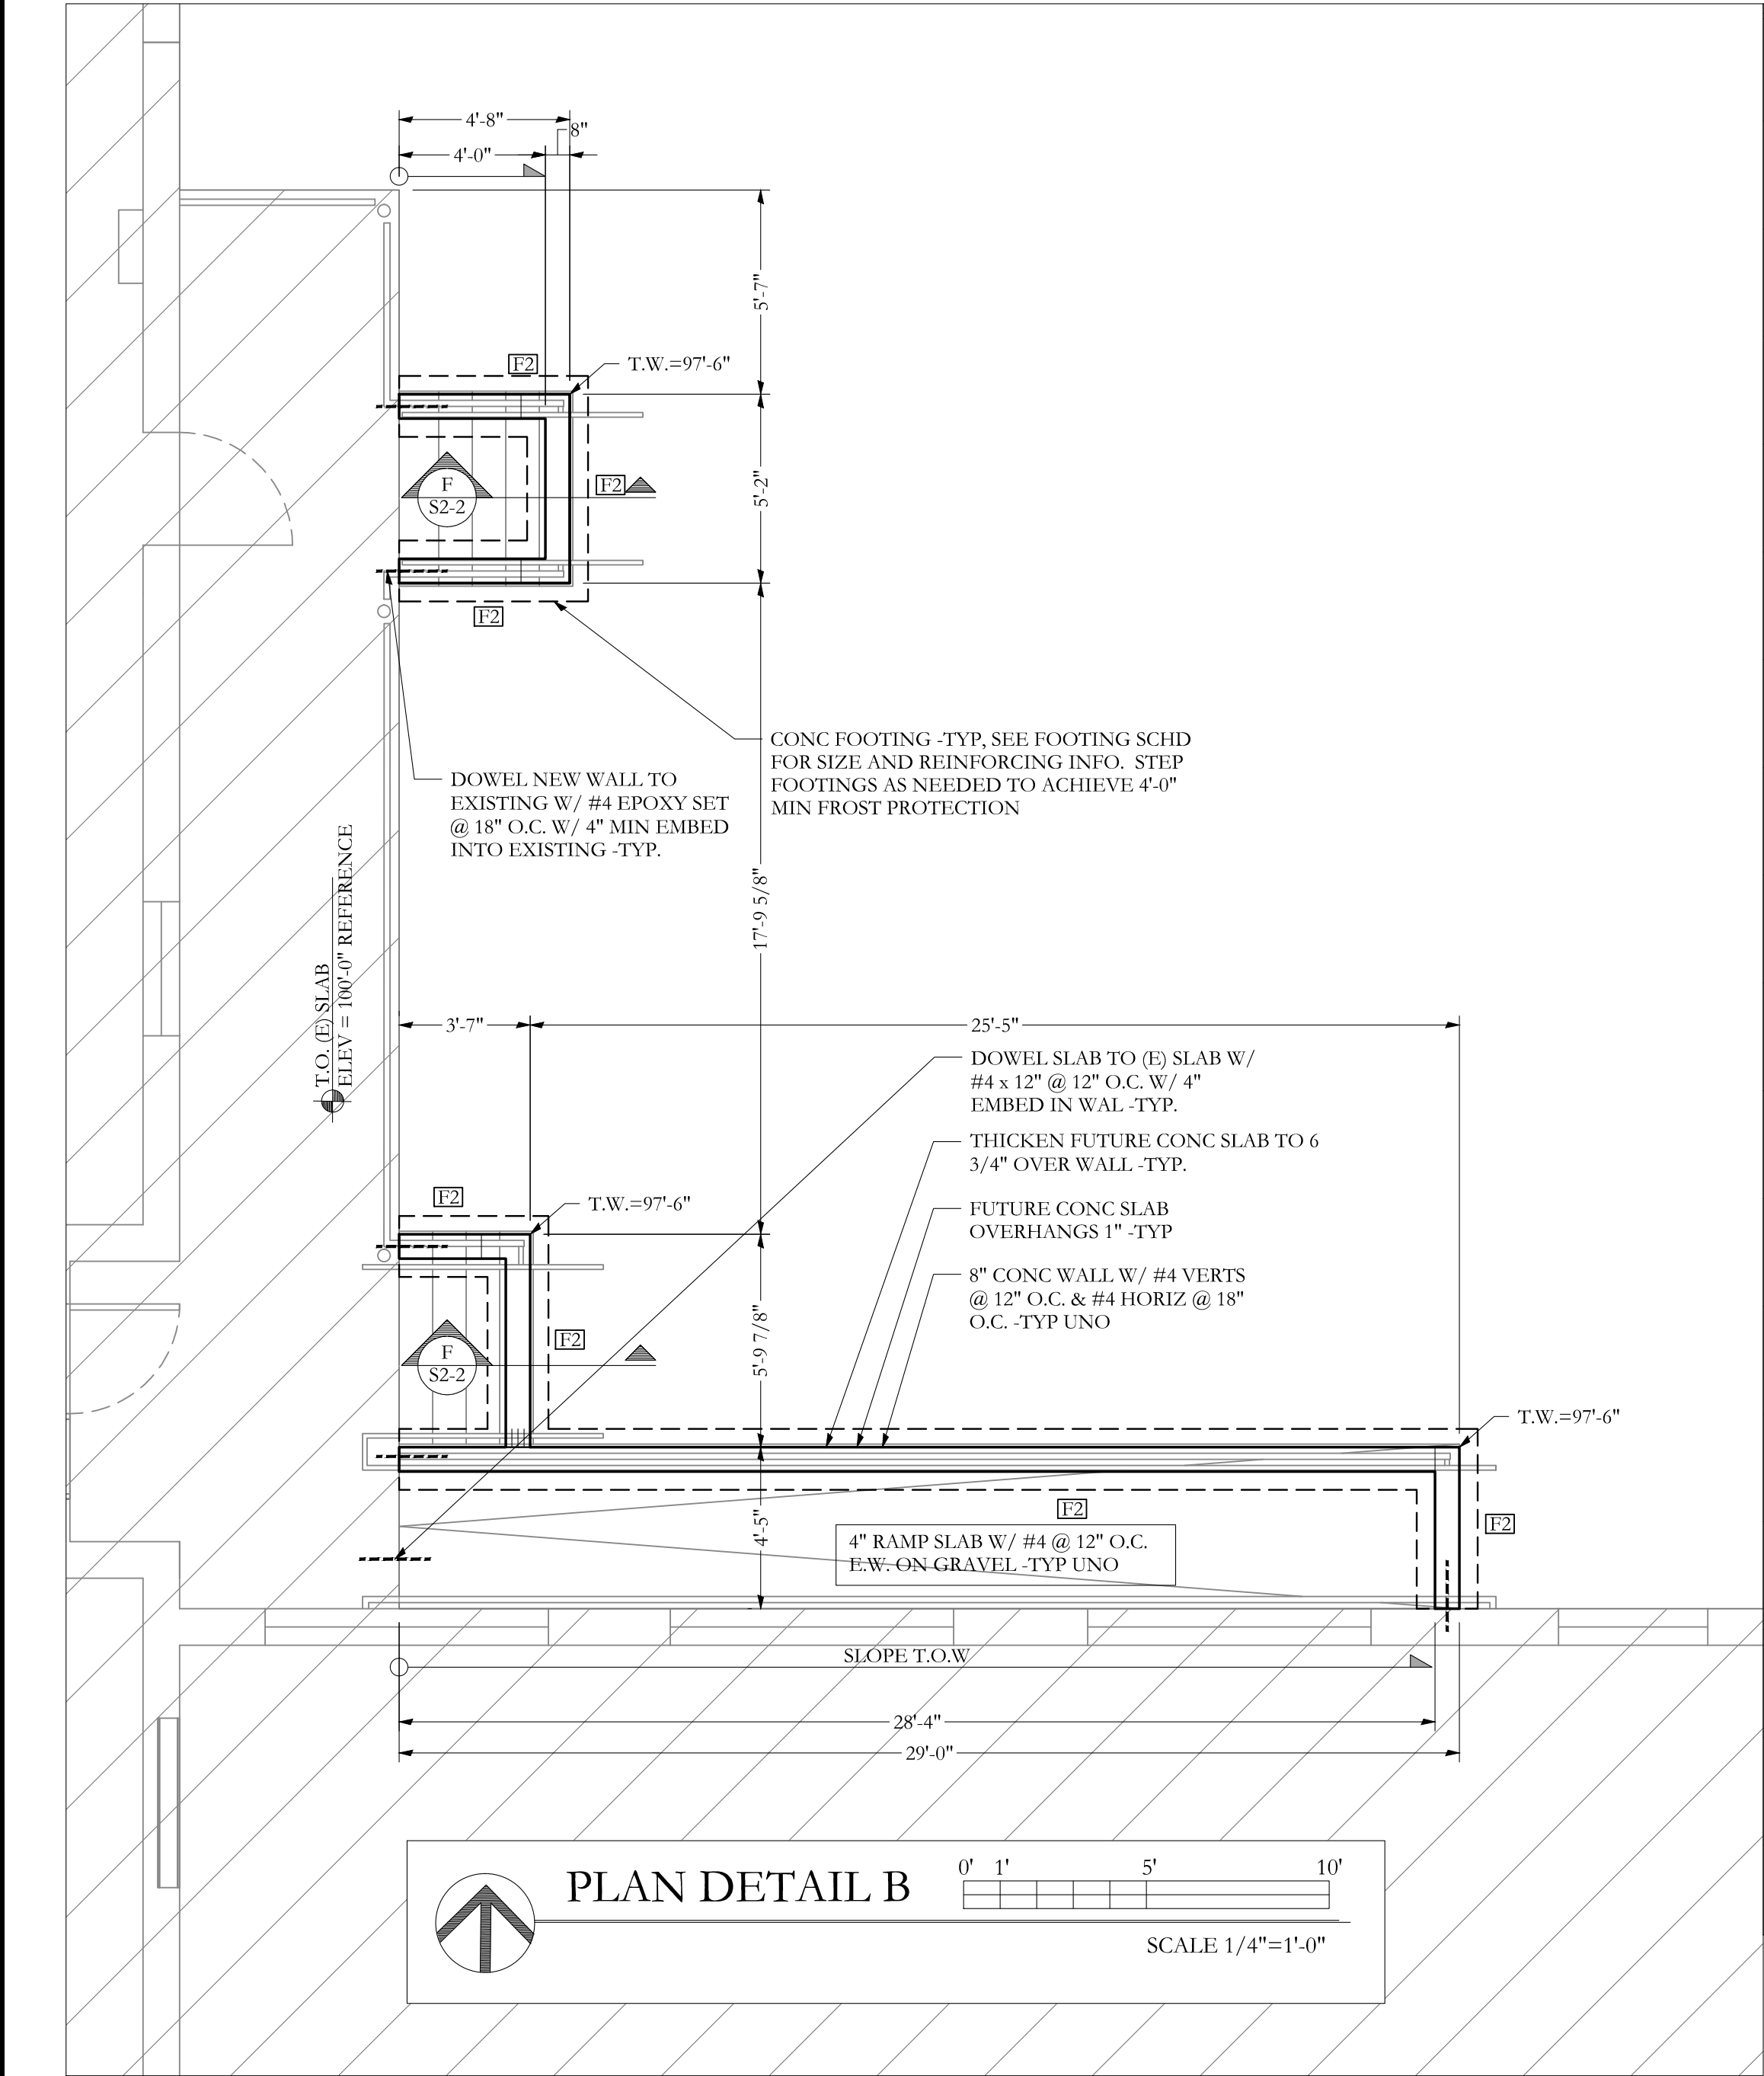 4'-8"
8"
4'-0"
5'-7"
F2
T.W.=97'-6"
F
S2-2
F2
5'-2"
F2
CONC FOOTING -TYP, SEE FOOTING SCHD
FOR SIZE AND REINFORCING INFO. STEP
FOOTINGS AS NEEDED TO ACHIEVE 4'-0"
MIN FROST PROTECTION
DOWEL NEW WALL TO
EXISTING W/ #4 EPOXY SET
@ 18" O.C. W/ 4" MIN EMBED
INTO EXISTING -TYP.
17'-9 5/8"
T.O. (E) SLAB
ELEV = 100'-0" REFERENCE
3'-7"
25'-5"
DOWEL SLAB TO (E) SLAB W/
#4 x 12" @ 12" O.C. W/ 4"
EMBED IN WAL -TYP.
THICKEN FUTURE CONC SLAB TO 6
3/4" OVER WALL -TYP.
F2
T.W.=97'-6"
FUTURE CONC SLAB
OVERHANGS 1" -TYP
8" CONC WALL W/ #4 VERTS
@ 12" O.C. & #4 HORIZ @ 18"
O.C. -TYP UNO
F
S2-2
F2
5'-9 7/8"
T.W.=97'-6"
F2
F2
4'-5"
4" RAMP SLAB W/ #4 @ 12" O.C.
E.W. ON GRAVEL -TYP UNO
SLOPE T.O.W
28'-4"
29'-0"
PLAN DETAIL B
0' 1' 5' 10'
SCALE 1/4"=1'-0"